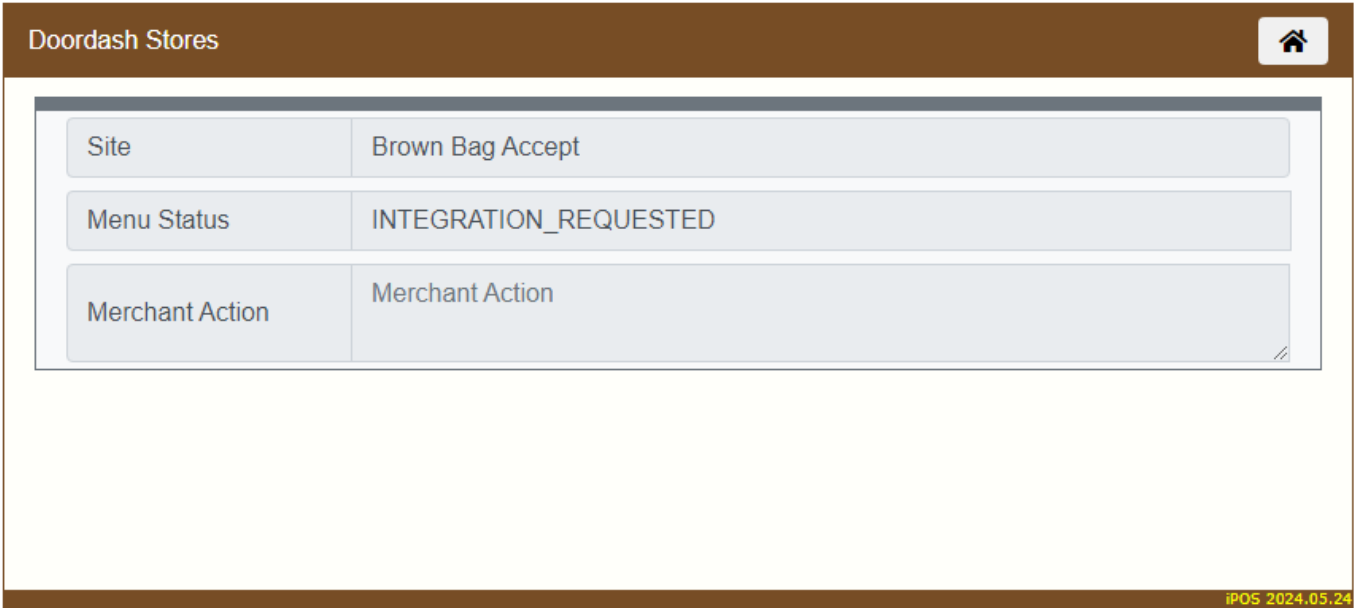 Doordash Stores
Site
Brown Bag Accept
Menu Status
INTEGRATION_REQUESTED
Merchant Action
Merchant Action
iPOS 2024.05.24